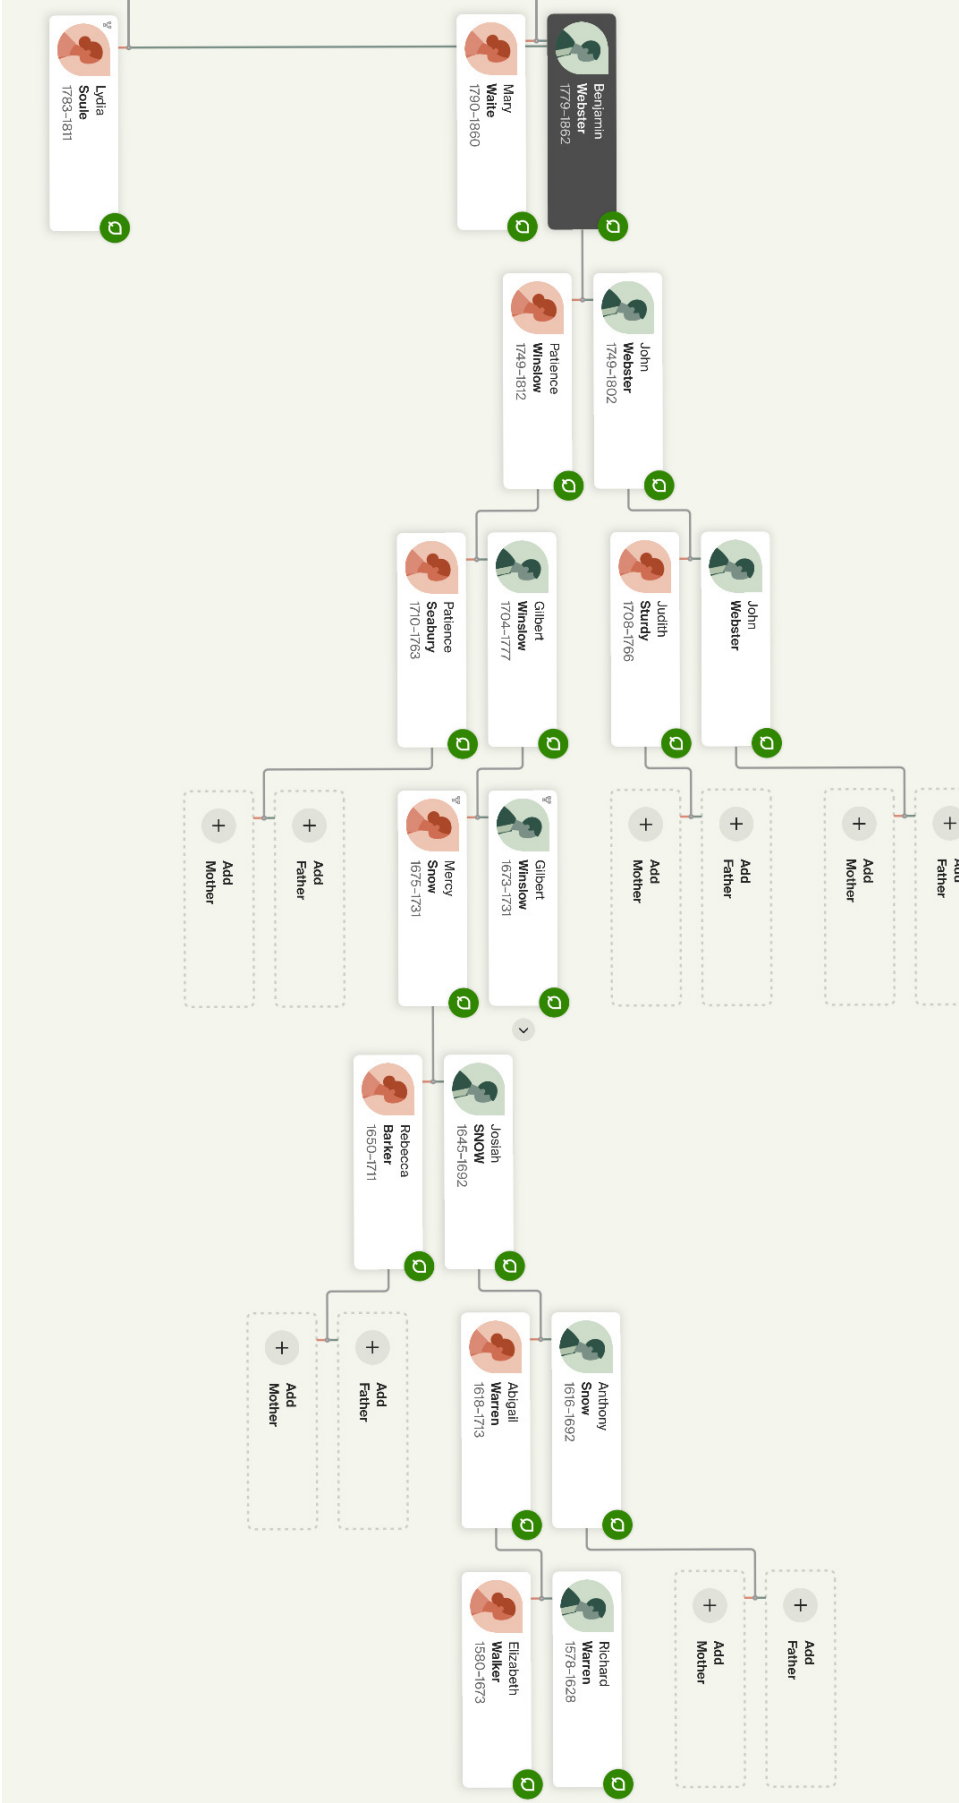 Benjamin
Webster
1779–1862
Mary
Waite
1790–1860
Lydia
Soule
1783–1811
John
Webster
1749–1802
Patience
Winslow
1749–1812
John
Webster
Judith
Sturdy
1708–1766
Gilbert
Winslow
1704–1777
Patience
Seabury
1710–1763
Add
Father
Add
Mother
Add
Father
Add
Mother
Gilbert
Winslow
1673–1731
Mercy
Snow
1675–1731
Add
Father
Add
Mother
Josiah
SNOW
1645–1692
Rebecca
Barker
1650–1711
Anthony
Snow
1616–1692
Abigail
Warren
1618–1713
Add
Father
Add
Mother
Add
Father
Add
Mother
Richard
Warren
1578–1628
Elizabeth
Walker
1580–1673